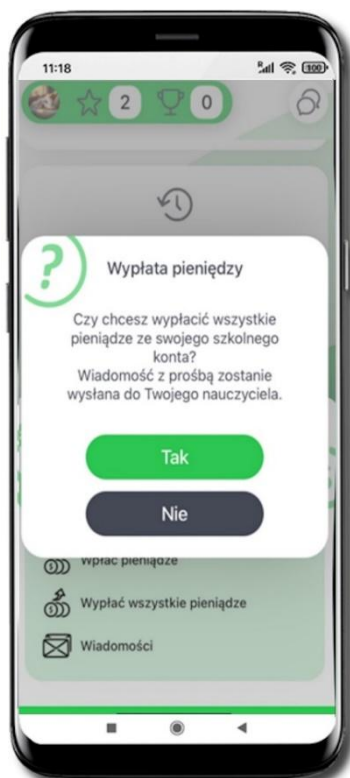 11:18
R
100
2
0
?
Wypłata pieniędzy
Czy chcesz wypłacić wszystkie
pieniądze ze swojego szkolnego
konta?
Wiadomość z prośbą zostanie
wysłana do Twojego nauczyciela.
Tak
Nie
Wpłać pieniądze
Wypłać wszystkie pieniądze
Wiadomości